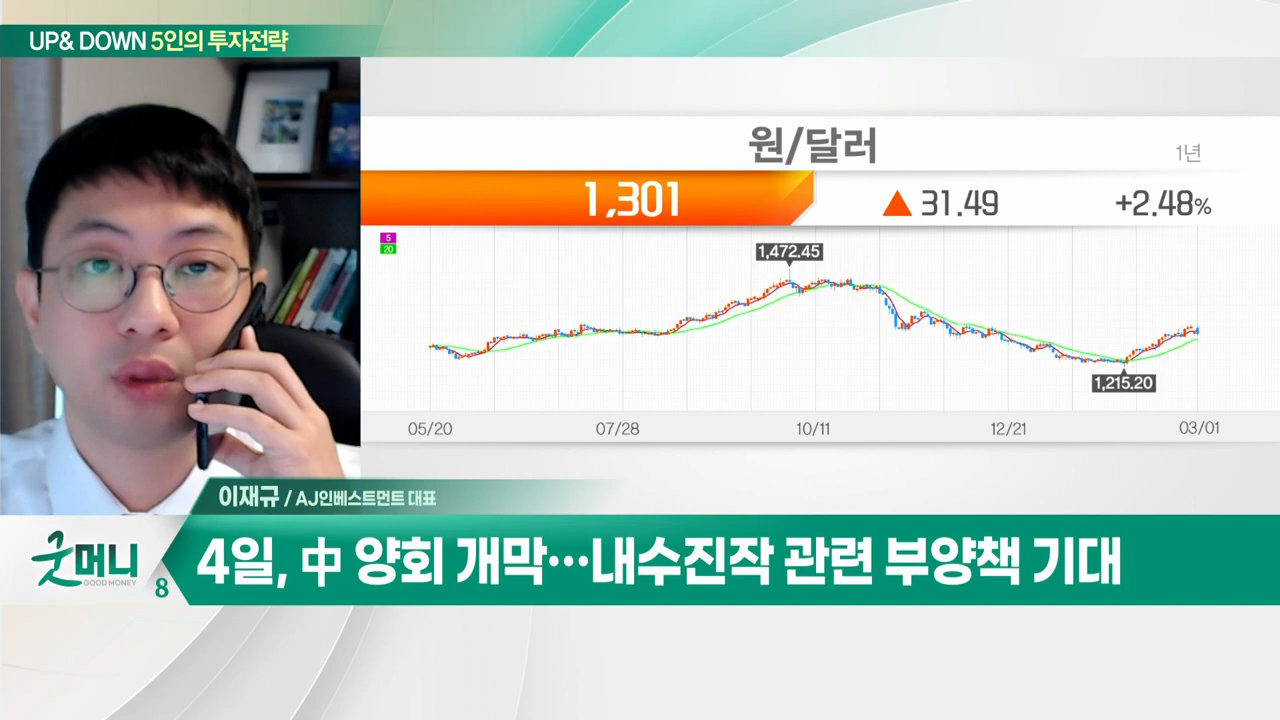 UP& DOWN 5인의 투자전략
원/달러
1년
1,301 ▲ 31.49 +2.48%
5
20
1,472.45
1,215.20
05/20 07/28 10/11 12/21 03/01
이재규 / AJ인베스트먼트 대표
굿머니
GOOD MONEY
8
4일, 中 양회 개막…내수진작 관련 부양책 기대